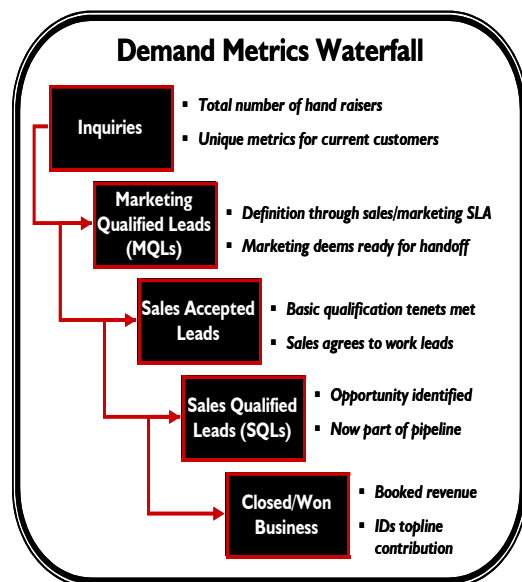 Demand Metrics Waterfall
Inquiries
▪ Total number of hand raisers
▪ Unique metrics for current customers
Marketing
Qualified Leads
(MQLs)
▪ Definition through sales/marketing SLA
▪ Marketing deems ready for handoff
Sales Accepted
Leads
▪ Basic qualification tenets met
▪ Sales agrees to work leads
Sales Qualified
Leads (SQLs)
▪ Opportunity identified
▪ Now part of pipeline
Closed/Won
Business
▪ Booked revenue
▪ IDs topline
contribution